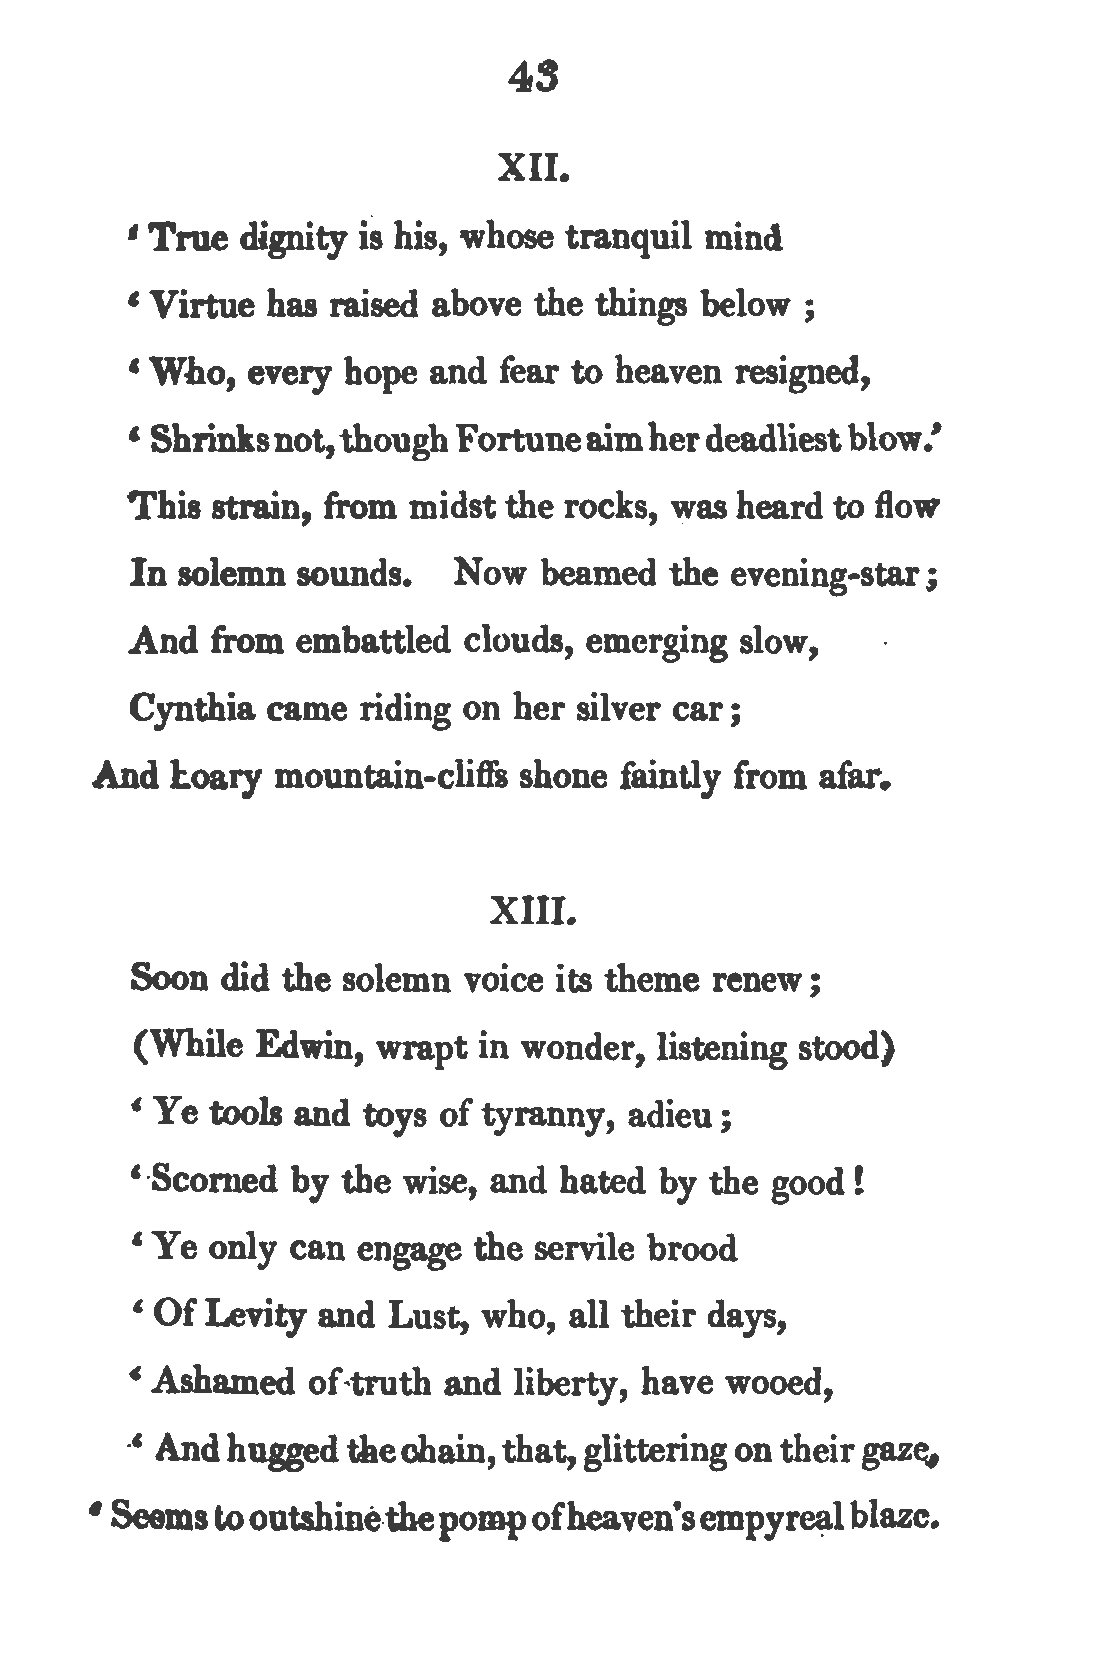 43
XII.
‘ True dignity is his, whose tranquil mind
‘ Virtue has raised above the things below ;
‘ Who, every hope and fear to heaven resigned,
‘ Shrinks not, though Fortune aim her deadliest blow.’
This strain, from midst the rocks, was heard to flow
In solemn sounds. Now beamed the evening-star ;
And from embattled clouds, emerging slow,
Cynthia came riding on her silver car ;
And hoary mountain-cliffs shone faintly from afar.
XIII.
Soon did the solemn voice its theme renew ;
(While Edwin, wrapt in wonder, listening stood)
‘ Ye tools and toys of tyranny, adieu ;
‘ Scorned by the wise, and hated by the good !
‘ Ye only can engage the servile brood
‘ Of Levity and Lust, who, all their days,
‘ Ashamed of truth and liberty, have wooed,
‘ And hugged the chain, that, glittering on their gaze,
‘ Seems to outshine the pomp of heaven's empyreal blaze.